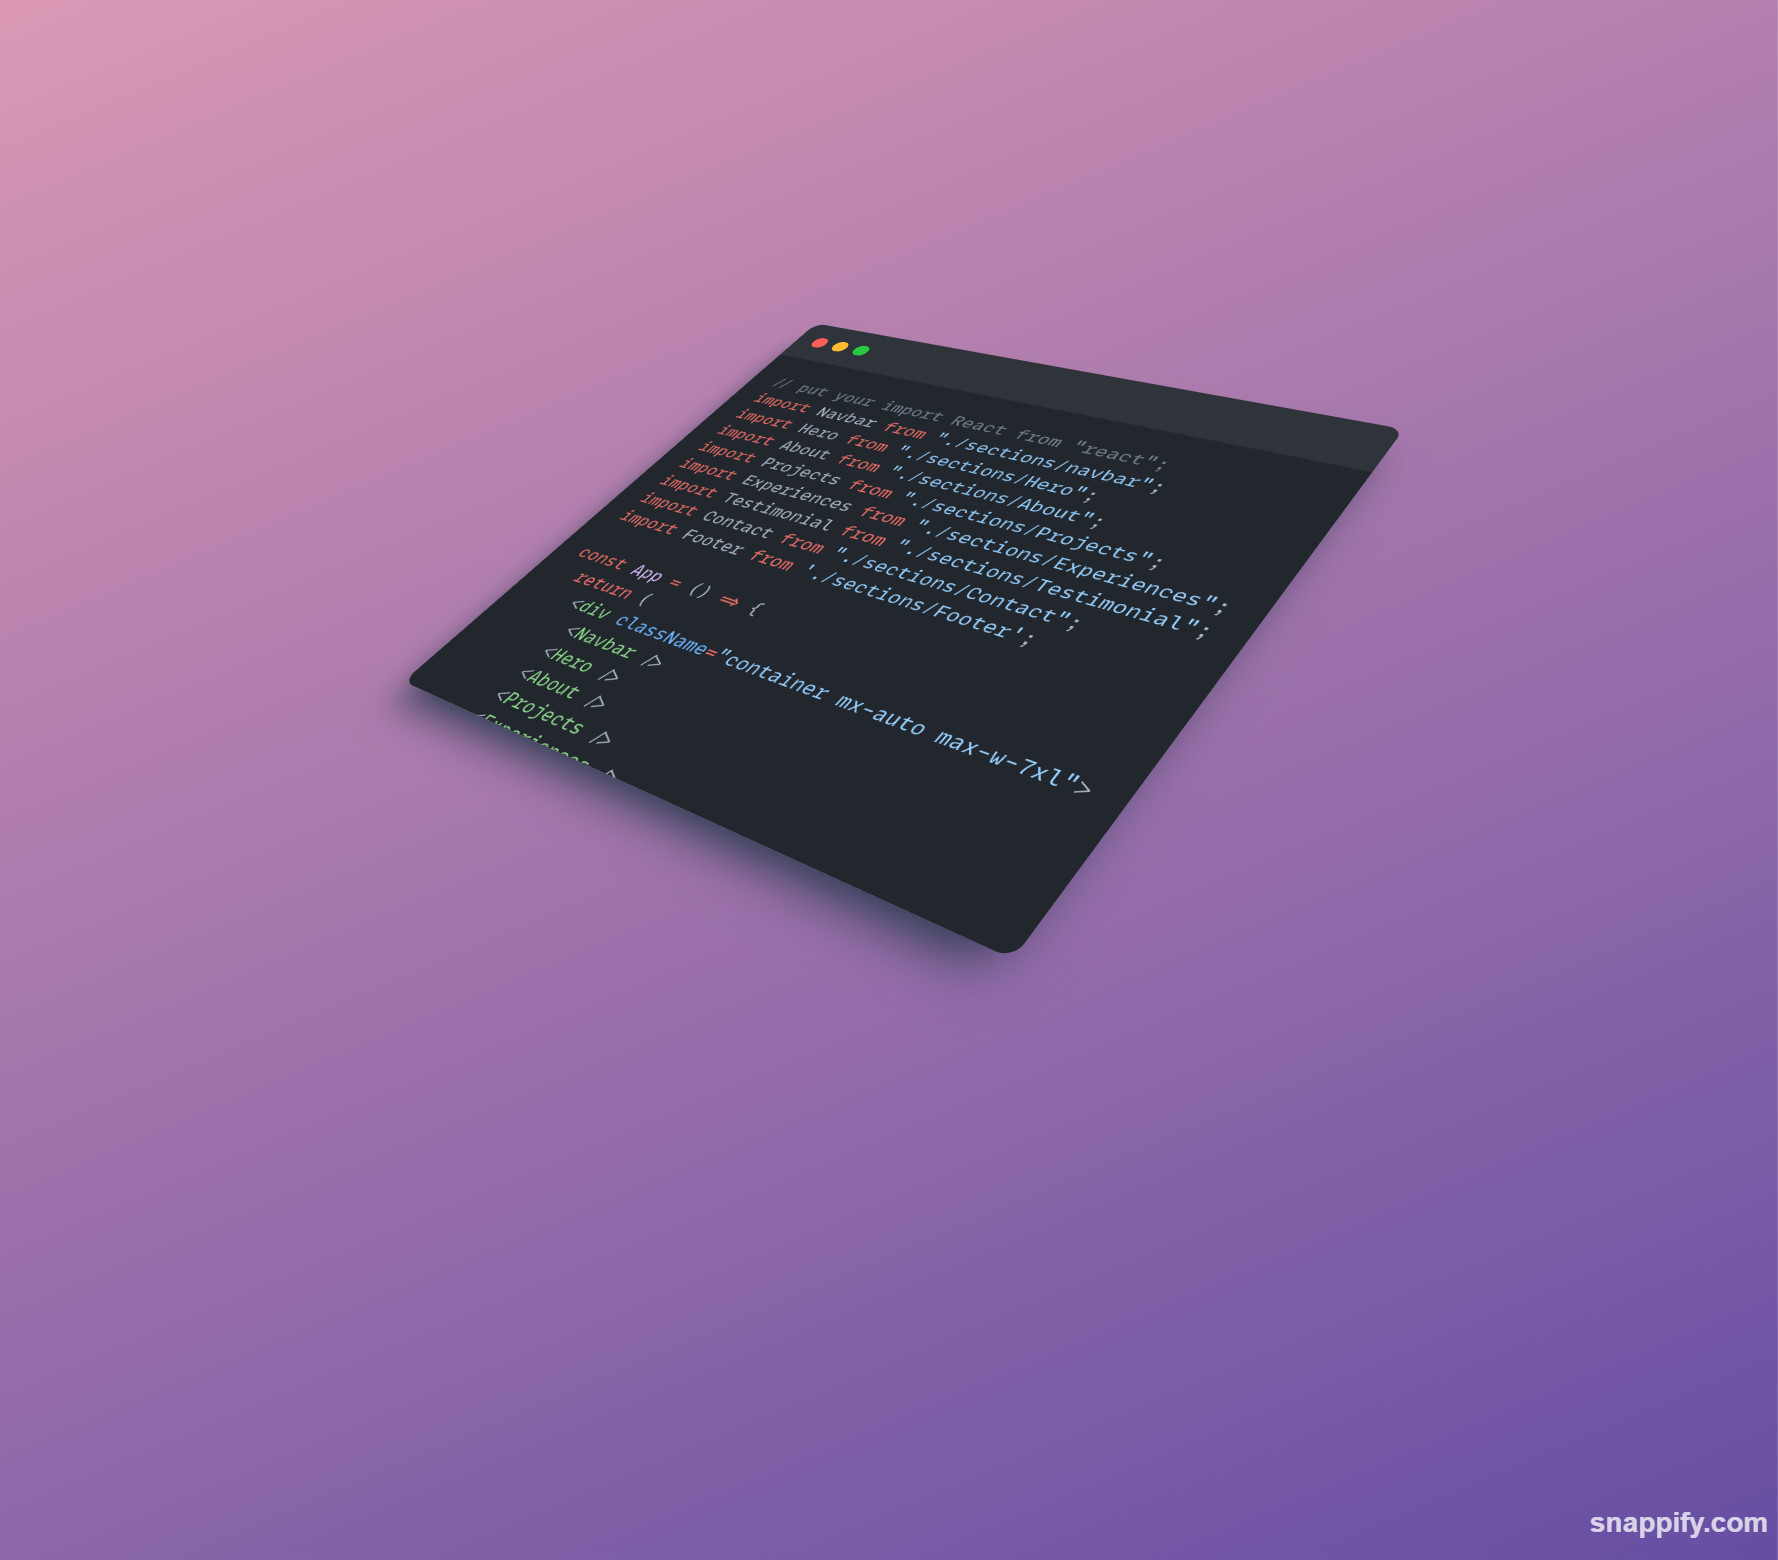 // put your import React from "react";
import Navbar from "./sections/navbar";
import Hero from "./sections/Hero";
import About from "./sections/About";
import Projects from "./sections/Projects";
import Experiences from "./sections/Experiences";
import Testimonial from "./sections/Testimonial";
import Contact from "./sections/Contact";
import Footer from './sections/Footer';
const App = () => {
return (
<div className="container mx-auto max-w-7xl">
<Navbar />
<Hero />
<About />
<Projects />
<Experiences />
snappify.com